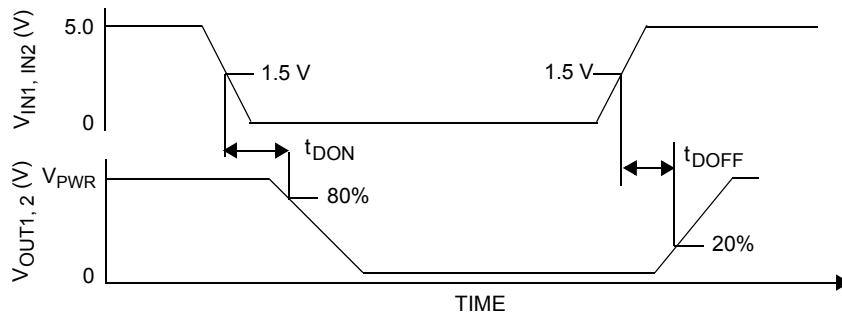 V_IN1, IN2 (V)
5.0
1.5 V
1.5 V
0
t_DON
t_DOFF
V_OUT1, 2 (V)
V_PWR
80%
20%
0
TIME